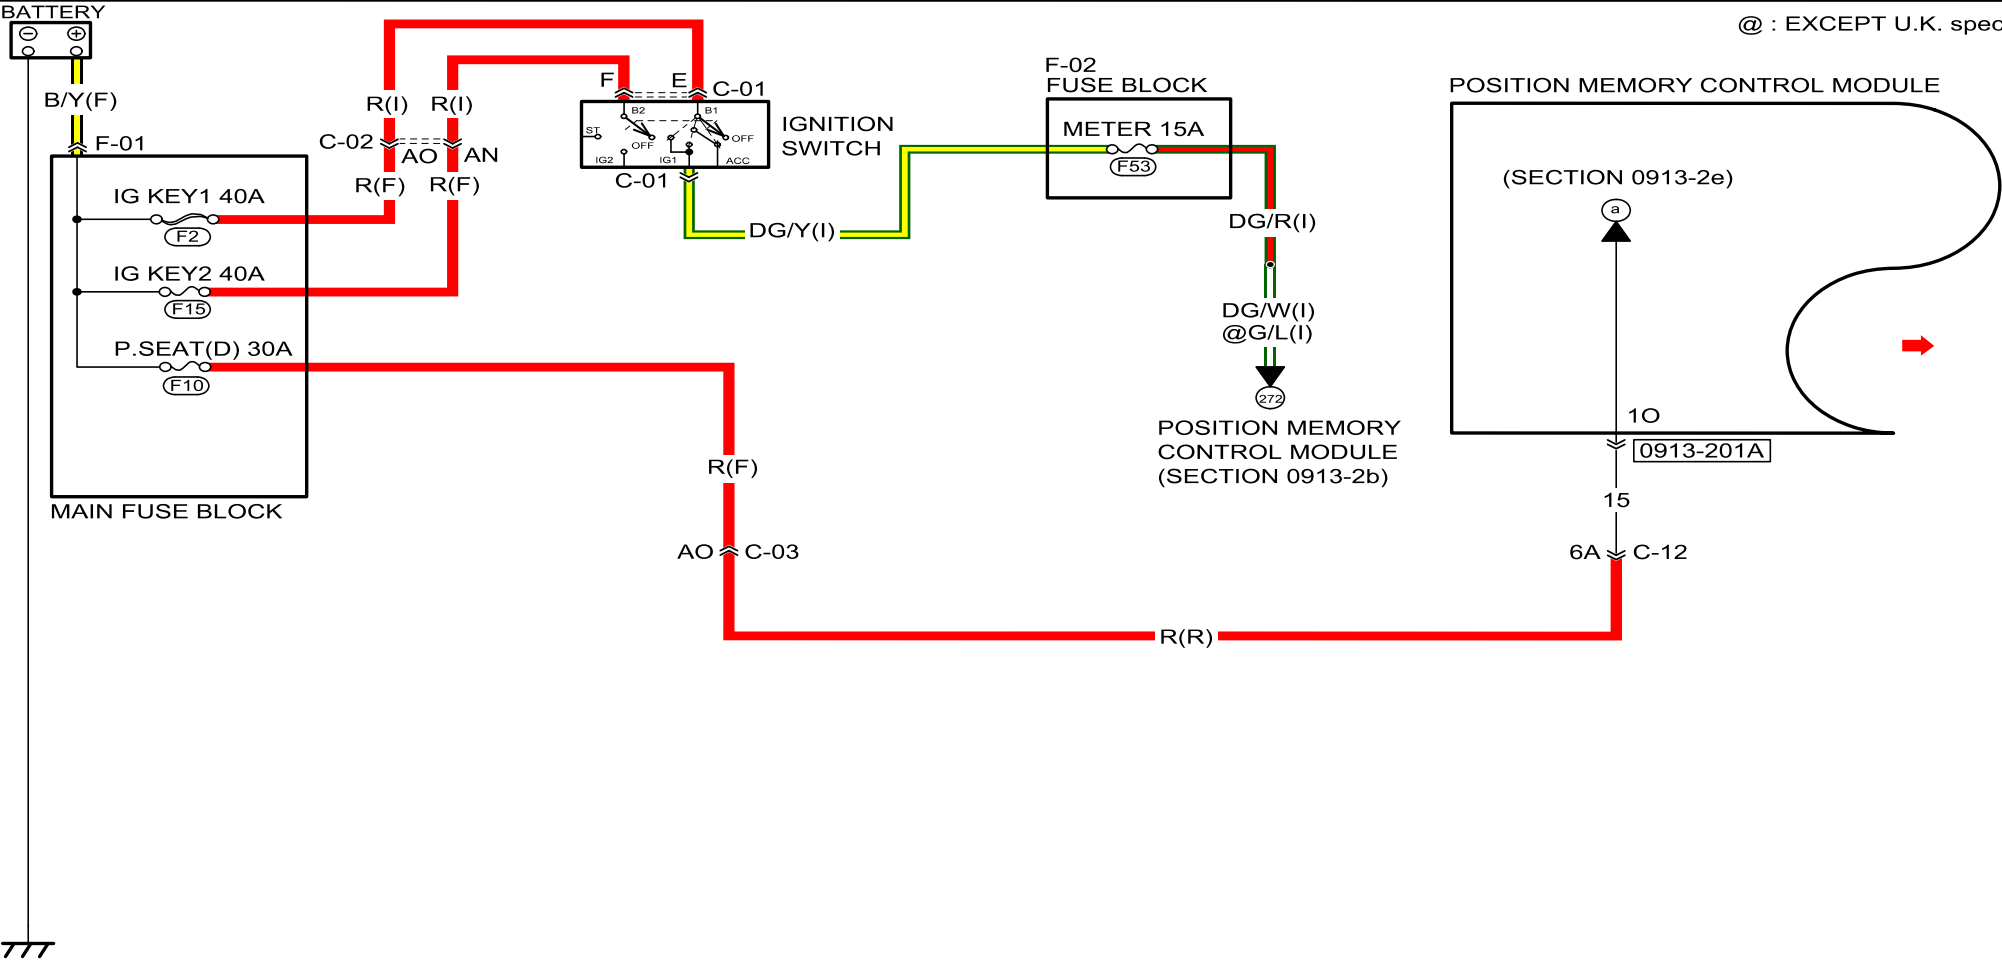 BATTERY
@ : EXCEPT U.K. spec
B/Y(F)
F-01
IG KEY1 40A
F2
IG KEY2 40A
F15
P.SEAT(D) 30A
F10
MAIN FUSE BLOCK
R(I)
R(I)
C-02
AO
AN
R(F)
R(F)
F
E
C-01
B2
B1
ST
OFF
OFF
IG2
IG1
ACC
IGNITION
SWITCH
C-01
DG/Y(I)
F-02
FUSE BLOCK
METER 15A
F53
DG/R(I)
DG/W(I)
@G/L(I)
272
POSITION MEMORY
CONTROL MODULE
(SECTION 0913-2b)
POSITION MEMORY CONTROL MODULE
(SECTION 0913-2e)
a
1O
0913-201A
15
6A
C-12
R(F)
AO
C-03
R(R)